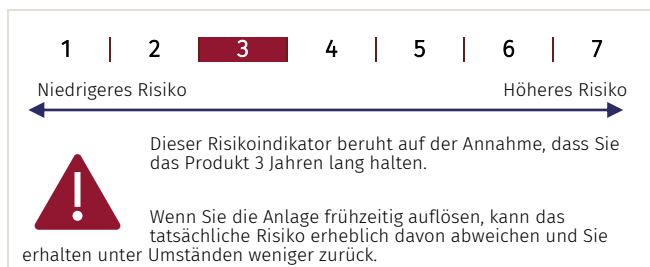 1 | 2 | 3 | 4 | 5 | 6 | 7
Niedrigeres Risiko Höheres Risiko
Dieser Risikoindikator beruht auf der Annahme, dass Sie
das Produkt 3 Jahren lang halten.
Wenn Sie die Anlage frühzeitig auflösen, kann das
tatsächliche Risiko erheblich davon abweichen und Sie
erhalten unter Umständen weniger zurück.